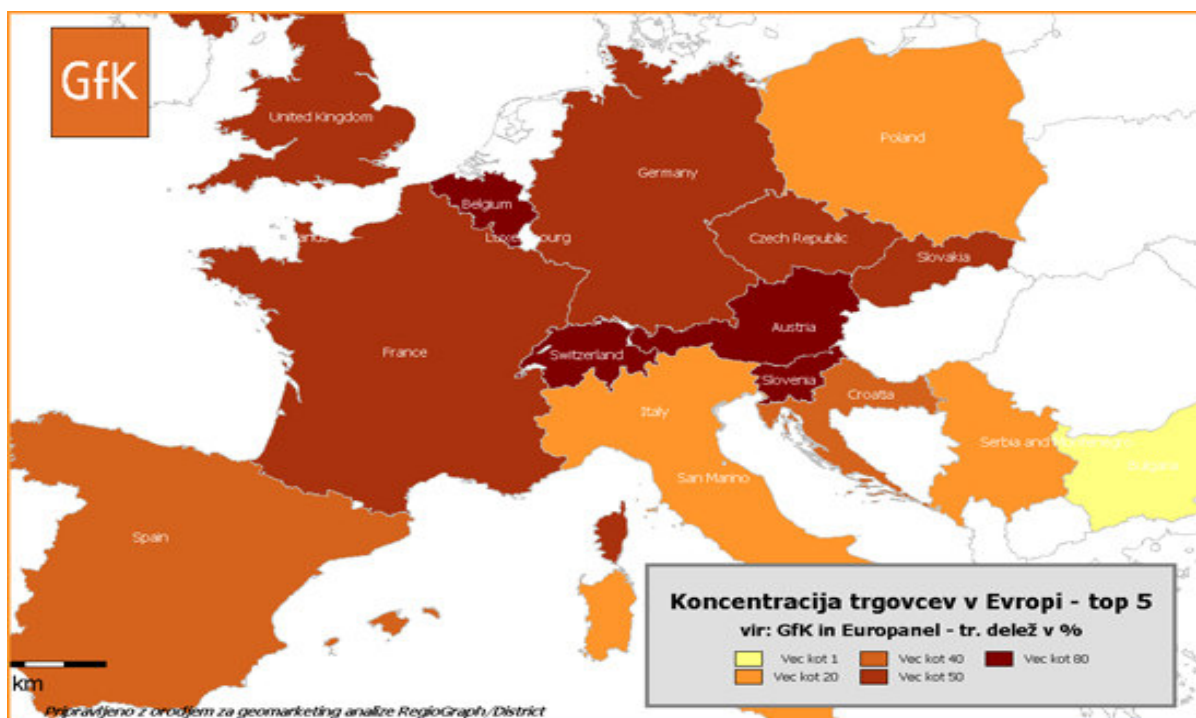 GfK
United Kingdom
Poland
Germany
Belgium
Luxembourg
Czech Republic
Slovakia
Austria
France
Switzerland
Slovenia
Croatia
Italy
Serbia and Montenegro
Bulgaria
San Marino
Spain
Koncentracija trgovcev v Evropi - top 5
vir: GfK in Europanel - tr. delež v %
Vec kot 1 Vec kot 40 Vec kot 80
Vec kot 20 Vec kot 50
km
Pripravljeno z orodjem za geomarketing analize RegioGraph/District